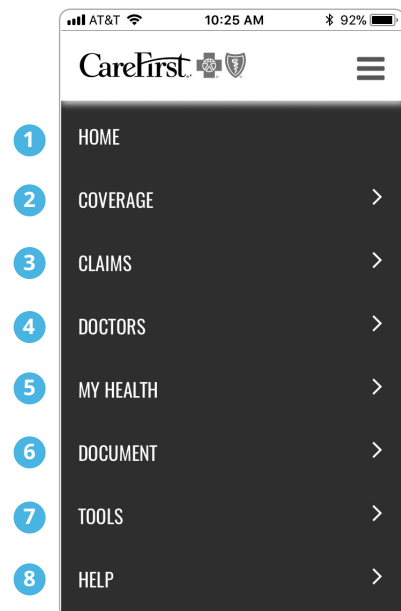 AT&T 10:25 AM 92%
CareFirst
1 HOME
2 COVERAGE
3 CLAIMS
4 DOCTORS
5 MY HEALTH
6 DOCUMENT
7 TOOLS
8 HELP